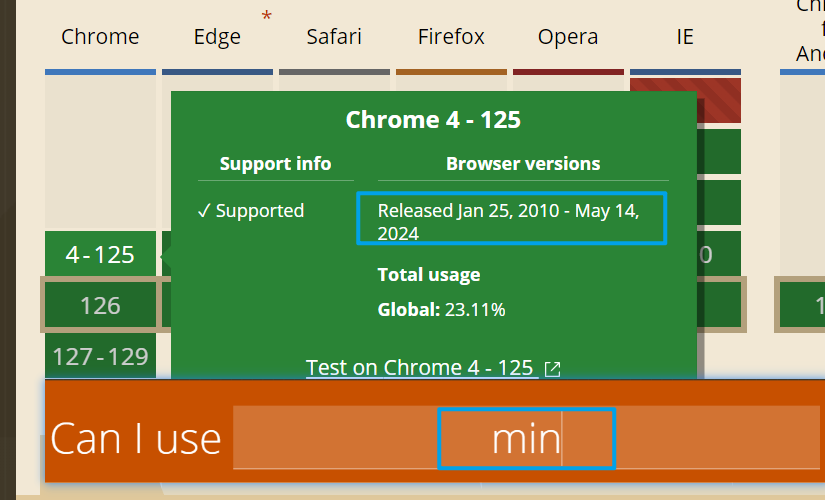 Chrome
Edge
*
Safari
Firefox
Opera
IE
Chrome 4 - 125
Support info
Browser versions
✓ Supported
Released Jan 25, 2010 - May 14,
2024
4-125
0
Total usage
126
1
Global: 23.11%
127-129
Test on Chrome 4 - 125
Can I use
min